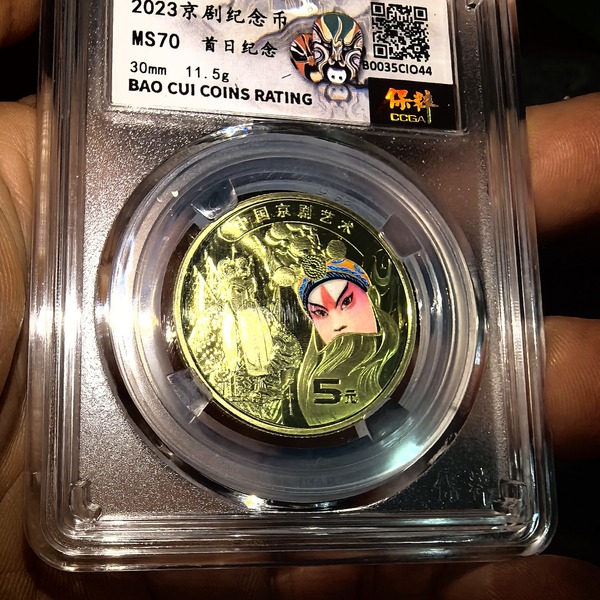 2023京剧纪念币
MS70 首日纪念
30mm 11.5g
B0035CIO44
BAO CUI COINS RATING
保粹
CCGA
中国京剧艺术
5元